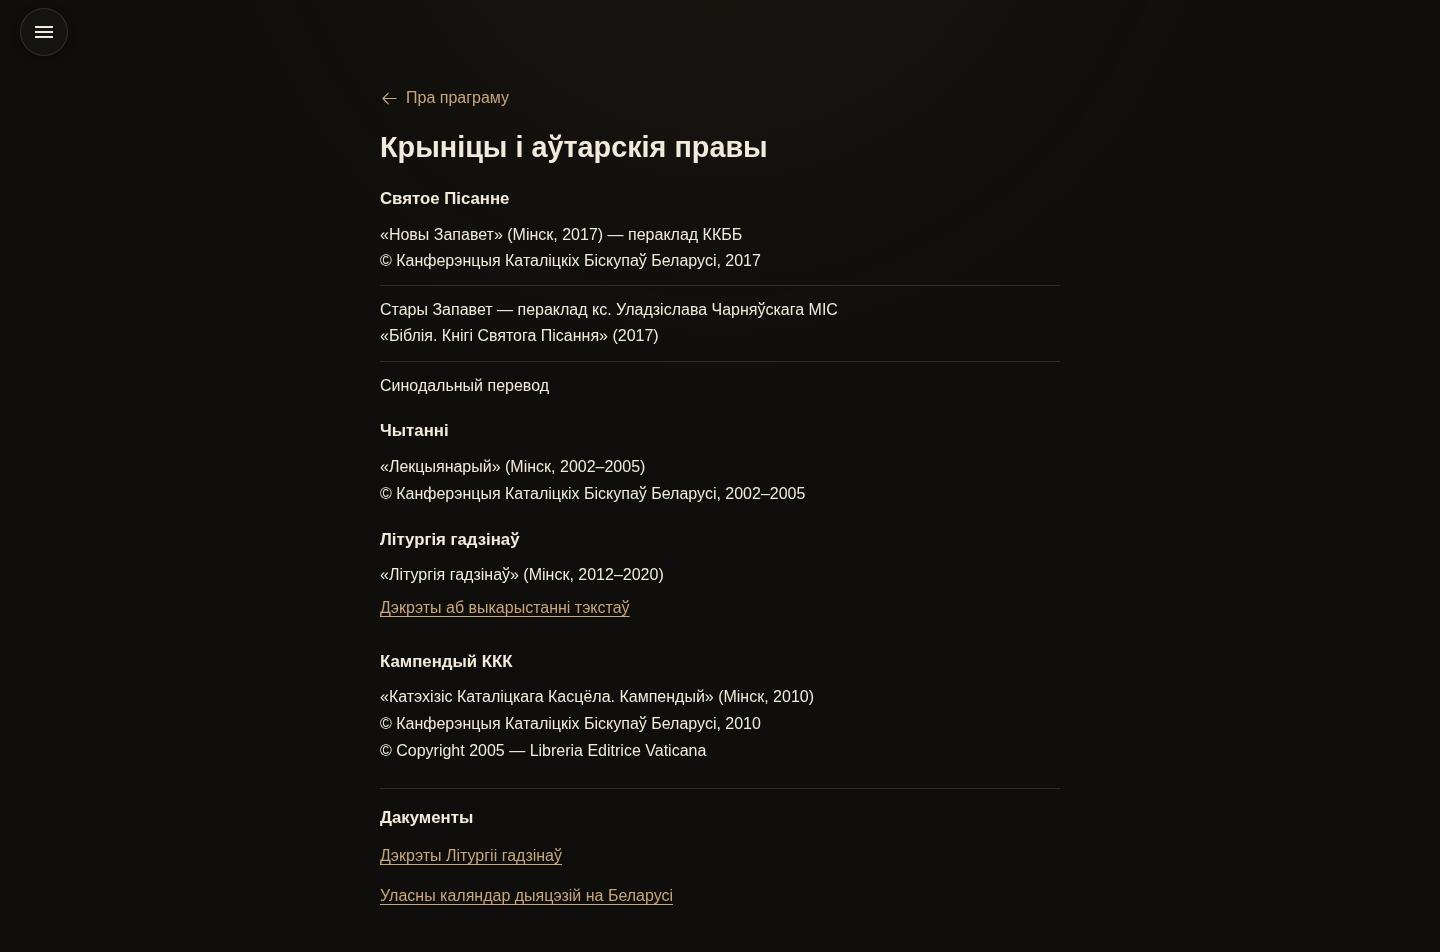 Пра праграму
Крыніцы і аўтарскія правы
Святое Пісанне
«Новы Запавет» (Мінск, 2017) — пераклад ККББ
© Канферэнцыя Каталіцкіх Біскупаў Беларусі, 2017
Стары Запавет — пераклад кс. Уладзіслава Чарняўскага MIC
«Біблія. Кнігі Святога Пісання» (2017)
Синодальный перевод
Чытанні
«Лекцыянарый» (Мінск, 2002–2005)
© Канферэнцыя Каталіцкіх Біскупаў Беларусі, 2002–2005
Літургія гадзінаў
«Літургія гадзінаў» (Мінск, 2012–2020)
Дэкрэты аб выкарыстанні тэкстаў
Кампендый ККК
«Катэхізіс Каталіцкага Касцёла. Кампендый» (Мінск, 2010)
© Канферэнцыя Каталіцкіх Біскупаў Беларусі, 2010
© Copyright 2005 — Libreria Editrice Vaticana
Дакументы
Дэкрэты Літургіі гадзінаў
Уласны каляндар дыяцэзій на Беларусі